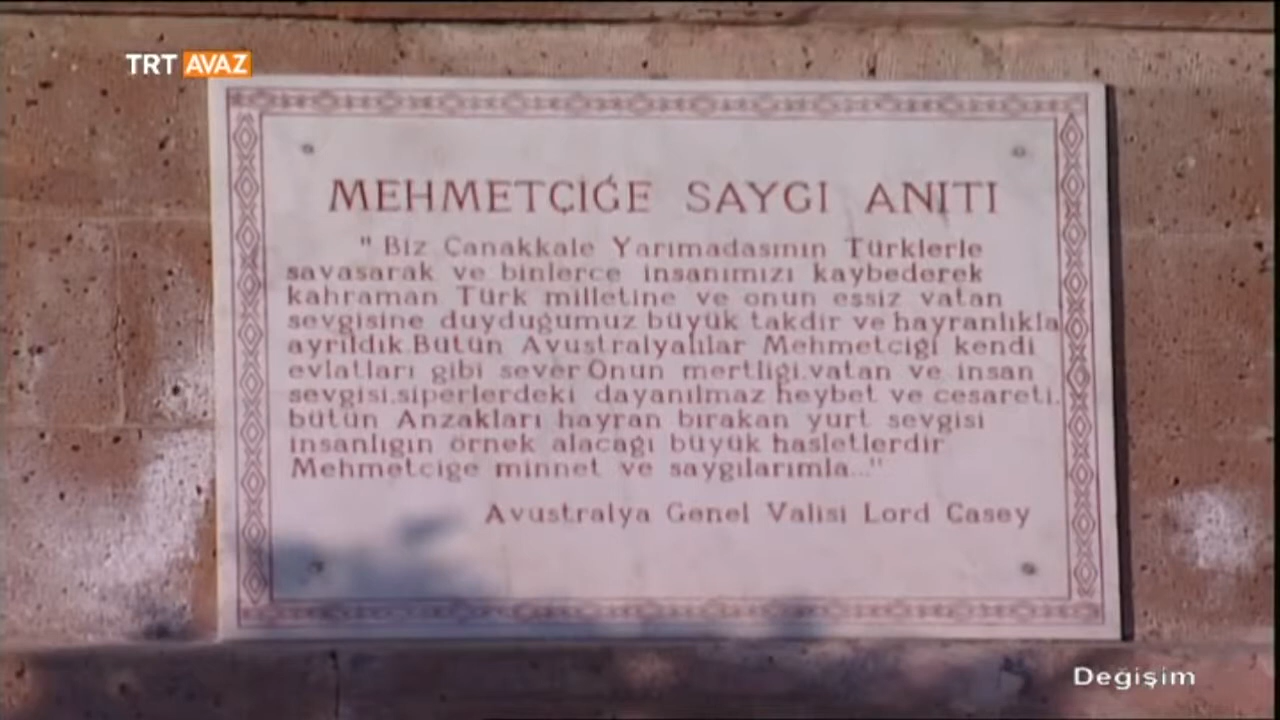 TRT AVAZ
MEHMETÇİĞE SAYGI ANITI
" Biz Çanakkale Yarımadasının Türklerle
savaşarak ve binlerce insanımızı kaybederek
kahraman Türk milletine ve onun eşsiz vatan
sevgisine duyduğumuz büyük takdir ve hayranlıkla
ayrıldık.Bütün Avustralyalılar Mehmetçiği kendi
evlatları gibi sever.Onun mertliği,vatan ve insan
sevgisi,siperlerdeki dayanılmaz heybet ve cesareti,
bütün Anzakları hayran bırakan yurt sevgisi
insanlığın örnek alacağı büyük hasletlerdir
Mehmetçiğe minnet ve saygılarımla..."
Avustralya Genel Valisi Lord Casey
Değişim